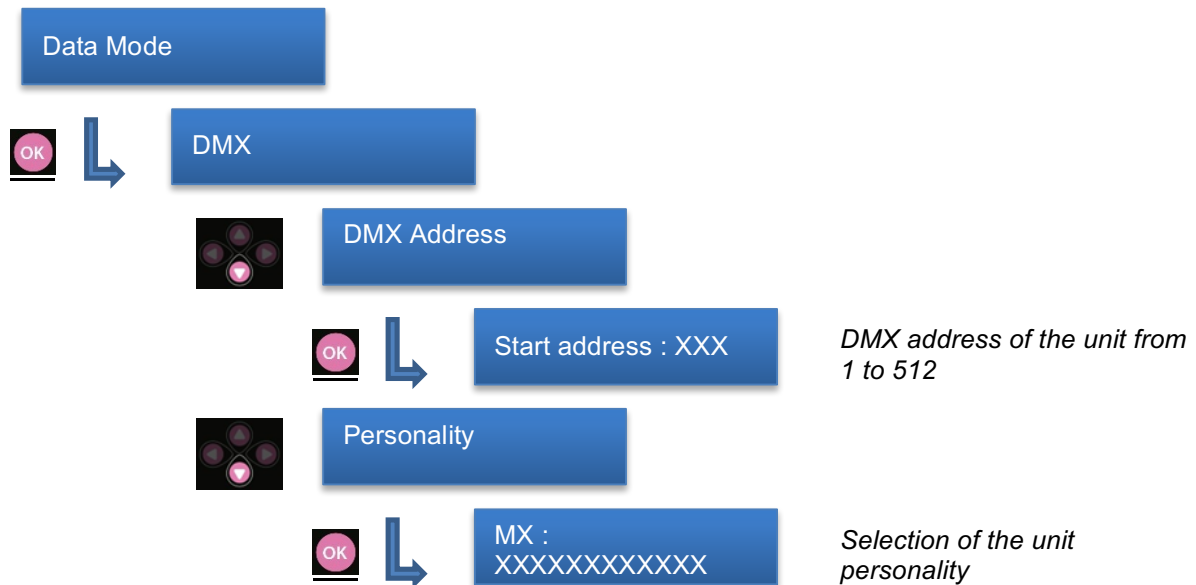 Data Mode
OK
DMX
DMX Address
OK
Start address : XXX
DMX address of the unit from
1 to 512
Personality
OK
MX :
XXXXXXXXXXXX
Selection of the unit
personality